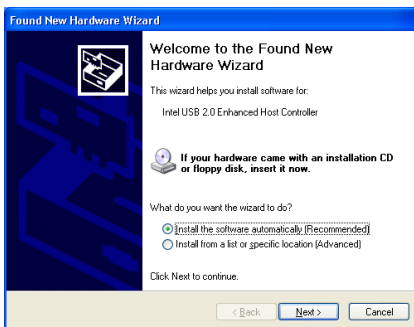 Found New Hardware Wizard
Welcome to the Found New
Hardware Wizard
This wizard helps you install software for:
Intel USB 2.0 Enhanced Host Controller
If your hardware came with an installation CD
or floppy disk, insert it now.
What do you want the wizard to do?
Install the software automatically (Recommended)
Install from a list or specific location (Advanced)
Click Next to continue.
< Back Next > Cancel